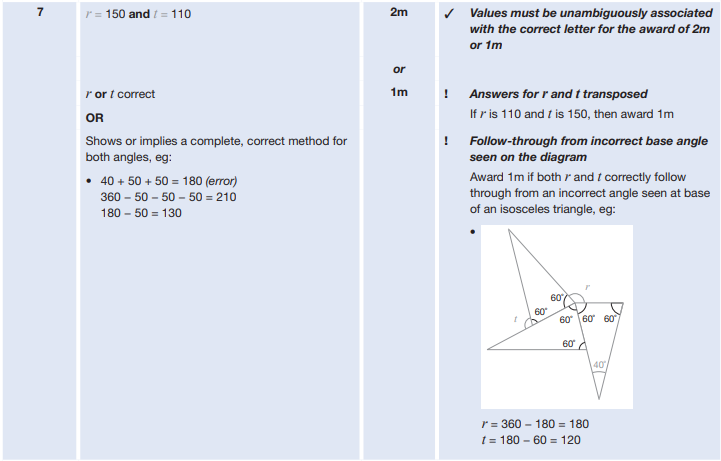 7
r = 150 and t = 110
2m
✓ Values must be unambiguously associated
with the correct letter for the award of 2m
or 1m
or
r or t correct
1m
! Answers for r and t transposed
If r is 110 and t is 150, then award 1m
OR
Shows or implies a complete, correct method for
both angles, eg:
• 40 + 50 + 50 = 180 (error)
360 − 50 − 50 − 50 = 210
180 − 50 = 130
! Follow-through from incorrect base angle
seen on the diagram
Award 1m if both r and t correctly follow
through from an incorrect angle seen at base
of an isosceles triangle, eg:
•
r
60°
60°
t
60° 60° 60°
60°
40°
r = 360 − 180 = 180
t = 180 − 60 = 120